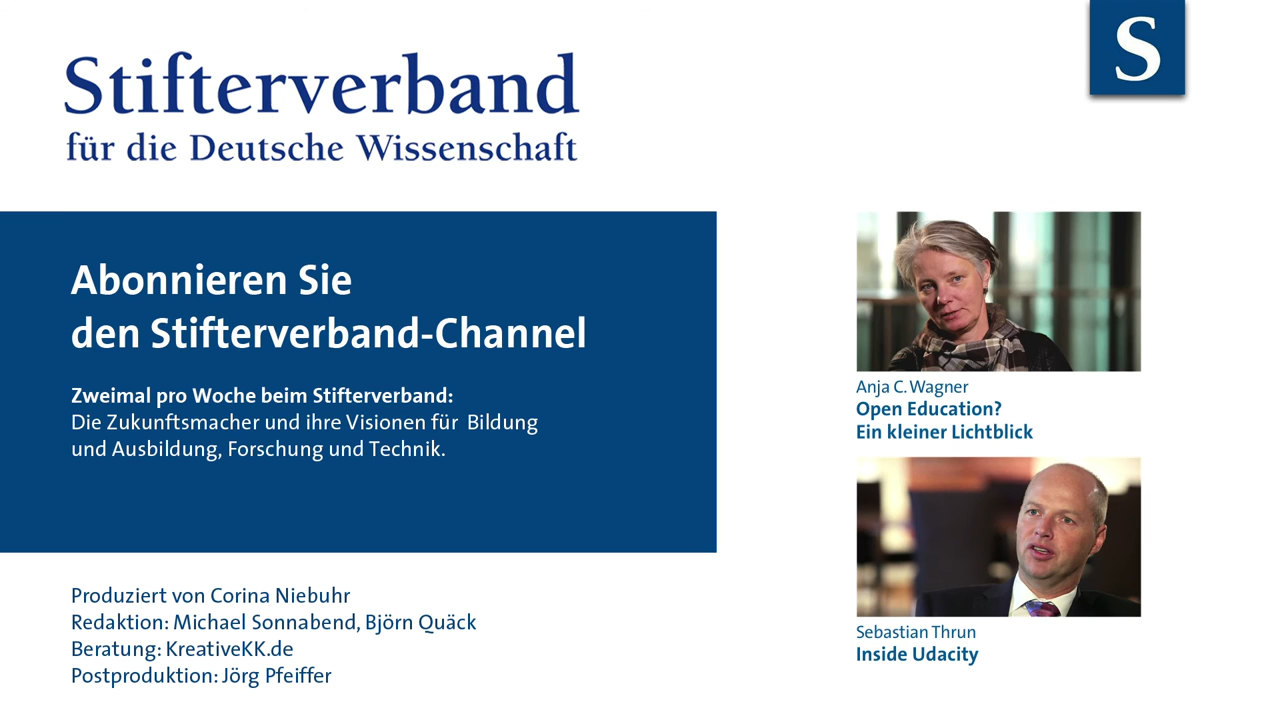 Stifterverband
für die Deutsche Wissenschaft
S
Abonnieren Sie
den Stifterverband-Channel
Zweimal pro Woche beim Stifterverband:
Die Zukunftsmacher und ihre Visionen für Bildung
und Ausbildung, Forschung und Technik.
Produziert von Corina Niebuhr
Redaktion: Michael Sonnabend, Björn Quäck
Beratung: KreativeKK.de
Postproduktion: Jörg Pfeiffer
Anja C. Wagner
Open Education?
Ein kleiner Lichtblick
Sebastian Thrun
Inside Udacity